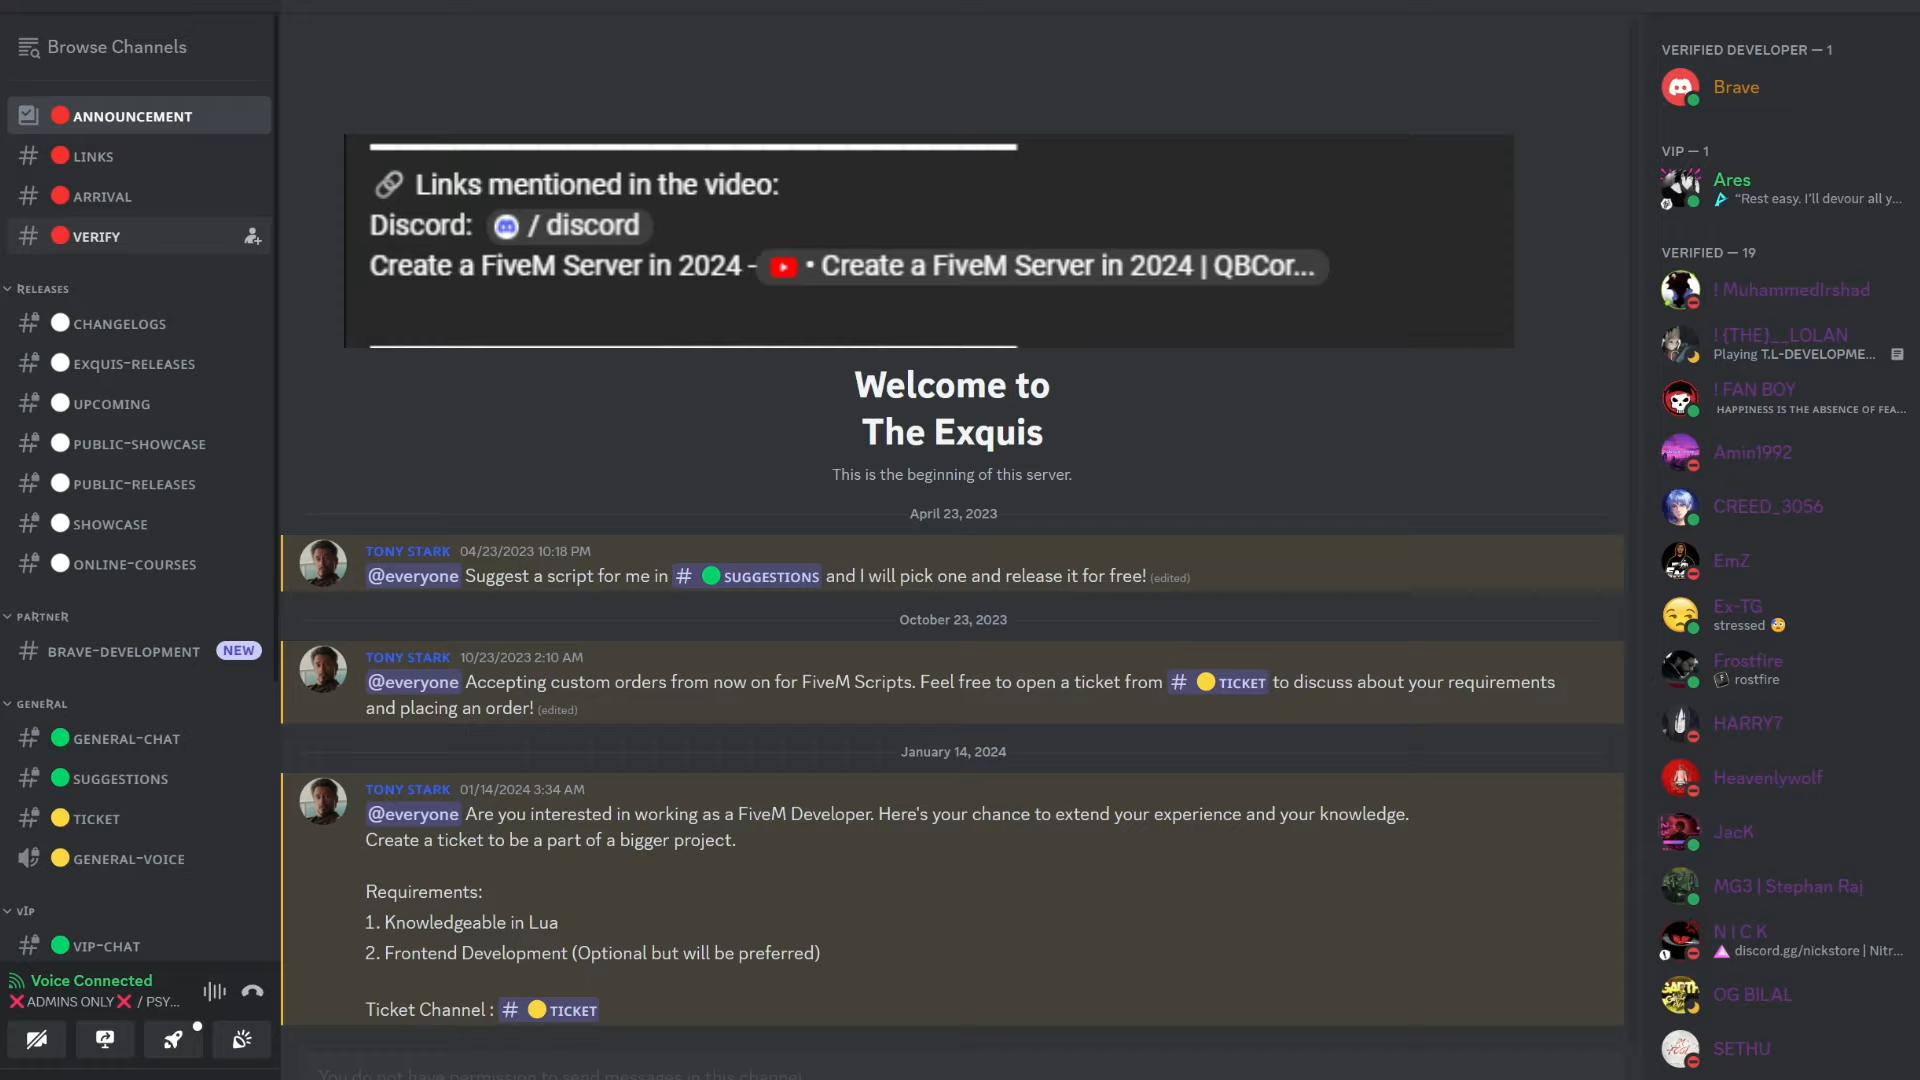 Browse Channels
ANNOUNCEMENT
LINKS
ARRIVAL
VERIFY
RELEASES
CHANGELOGS
EXQUIS-RELEASES
UPCOMING
PUBLIC-SHOWCASE
PUBLIC-RELEASES
SHOWCASE
ONLINE-COURSES
PARTNER
BRAVE-DEVELOPMENT NEW
GENERAL
GENERAL-CHAT
SUGGESTIONS
TICKET
GENERAL-VOICE
VIP
VIP-CHAT
Voice Connected
❌ADMINS ONLY❌ / PSY...
🔗 Links mentioned in the video:
Discord: / discord
Create a FiveM Server in 2024 - • Create a FiveM Server in 2024 | QBCor...
Welcome to
The Exquis
This is the beginning of this server.
April 23, 2023
TONY STARK 04/23/2023 10:18 PM
@everyone Suggest a script for me in # SUGGESTIONS and I will pick one and release it for free! (edited)
October 23, 2023
TONY STARK 10/23/2023 2:10 AM
@everyone Accepting custom orders from now on for FiveM Scripts. Feel free to open a ticket from # TICKET to discuss about your requirements
and placing an order! (edited)
January 14, 2024
TONY STARK 01/14/2024 3:34 AM
@everyone Are you interested in working as a FiveM Developer. Here's your chance to extend your experience and your knowledge.
Create a ticket to be a part of a bigger project.
Requirements:
1. Knowledgeable in Lua
2. Frontend Development (Optional but will be preferred)
Ticket Channel : # TICKET
You do not have permission to send messages in this channel.
VERIFIED DEVELOPER — 1
Brave
VIP — 1
Ares
“Rest easy. I'll devour all y...
VERIFIED — 19
! MuhammedIrshad
! {THE}__LOLAN
Playing T.L-DEVELOPME...
! FAN BOY
HAPPINESS IS THE ABSENCE OF FEA...
Amin1992
CREED_3056
EmZ
Ex-TG
stressed
Frostfire
rostfire
HARRY7
Heavenlywolf
JacK
MG3 | Stephan Raj
N I C K
discord.gg/nickstore | Nitr...
OG BILAL
SETHU